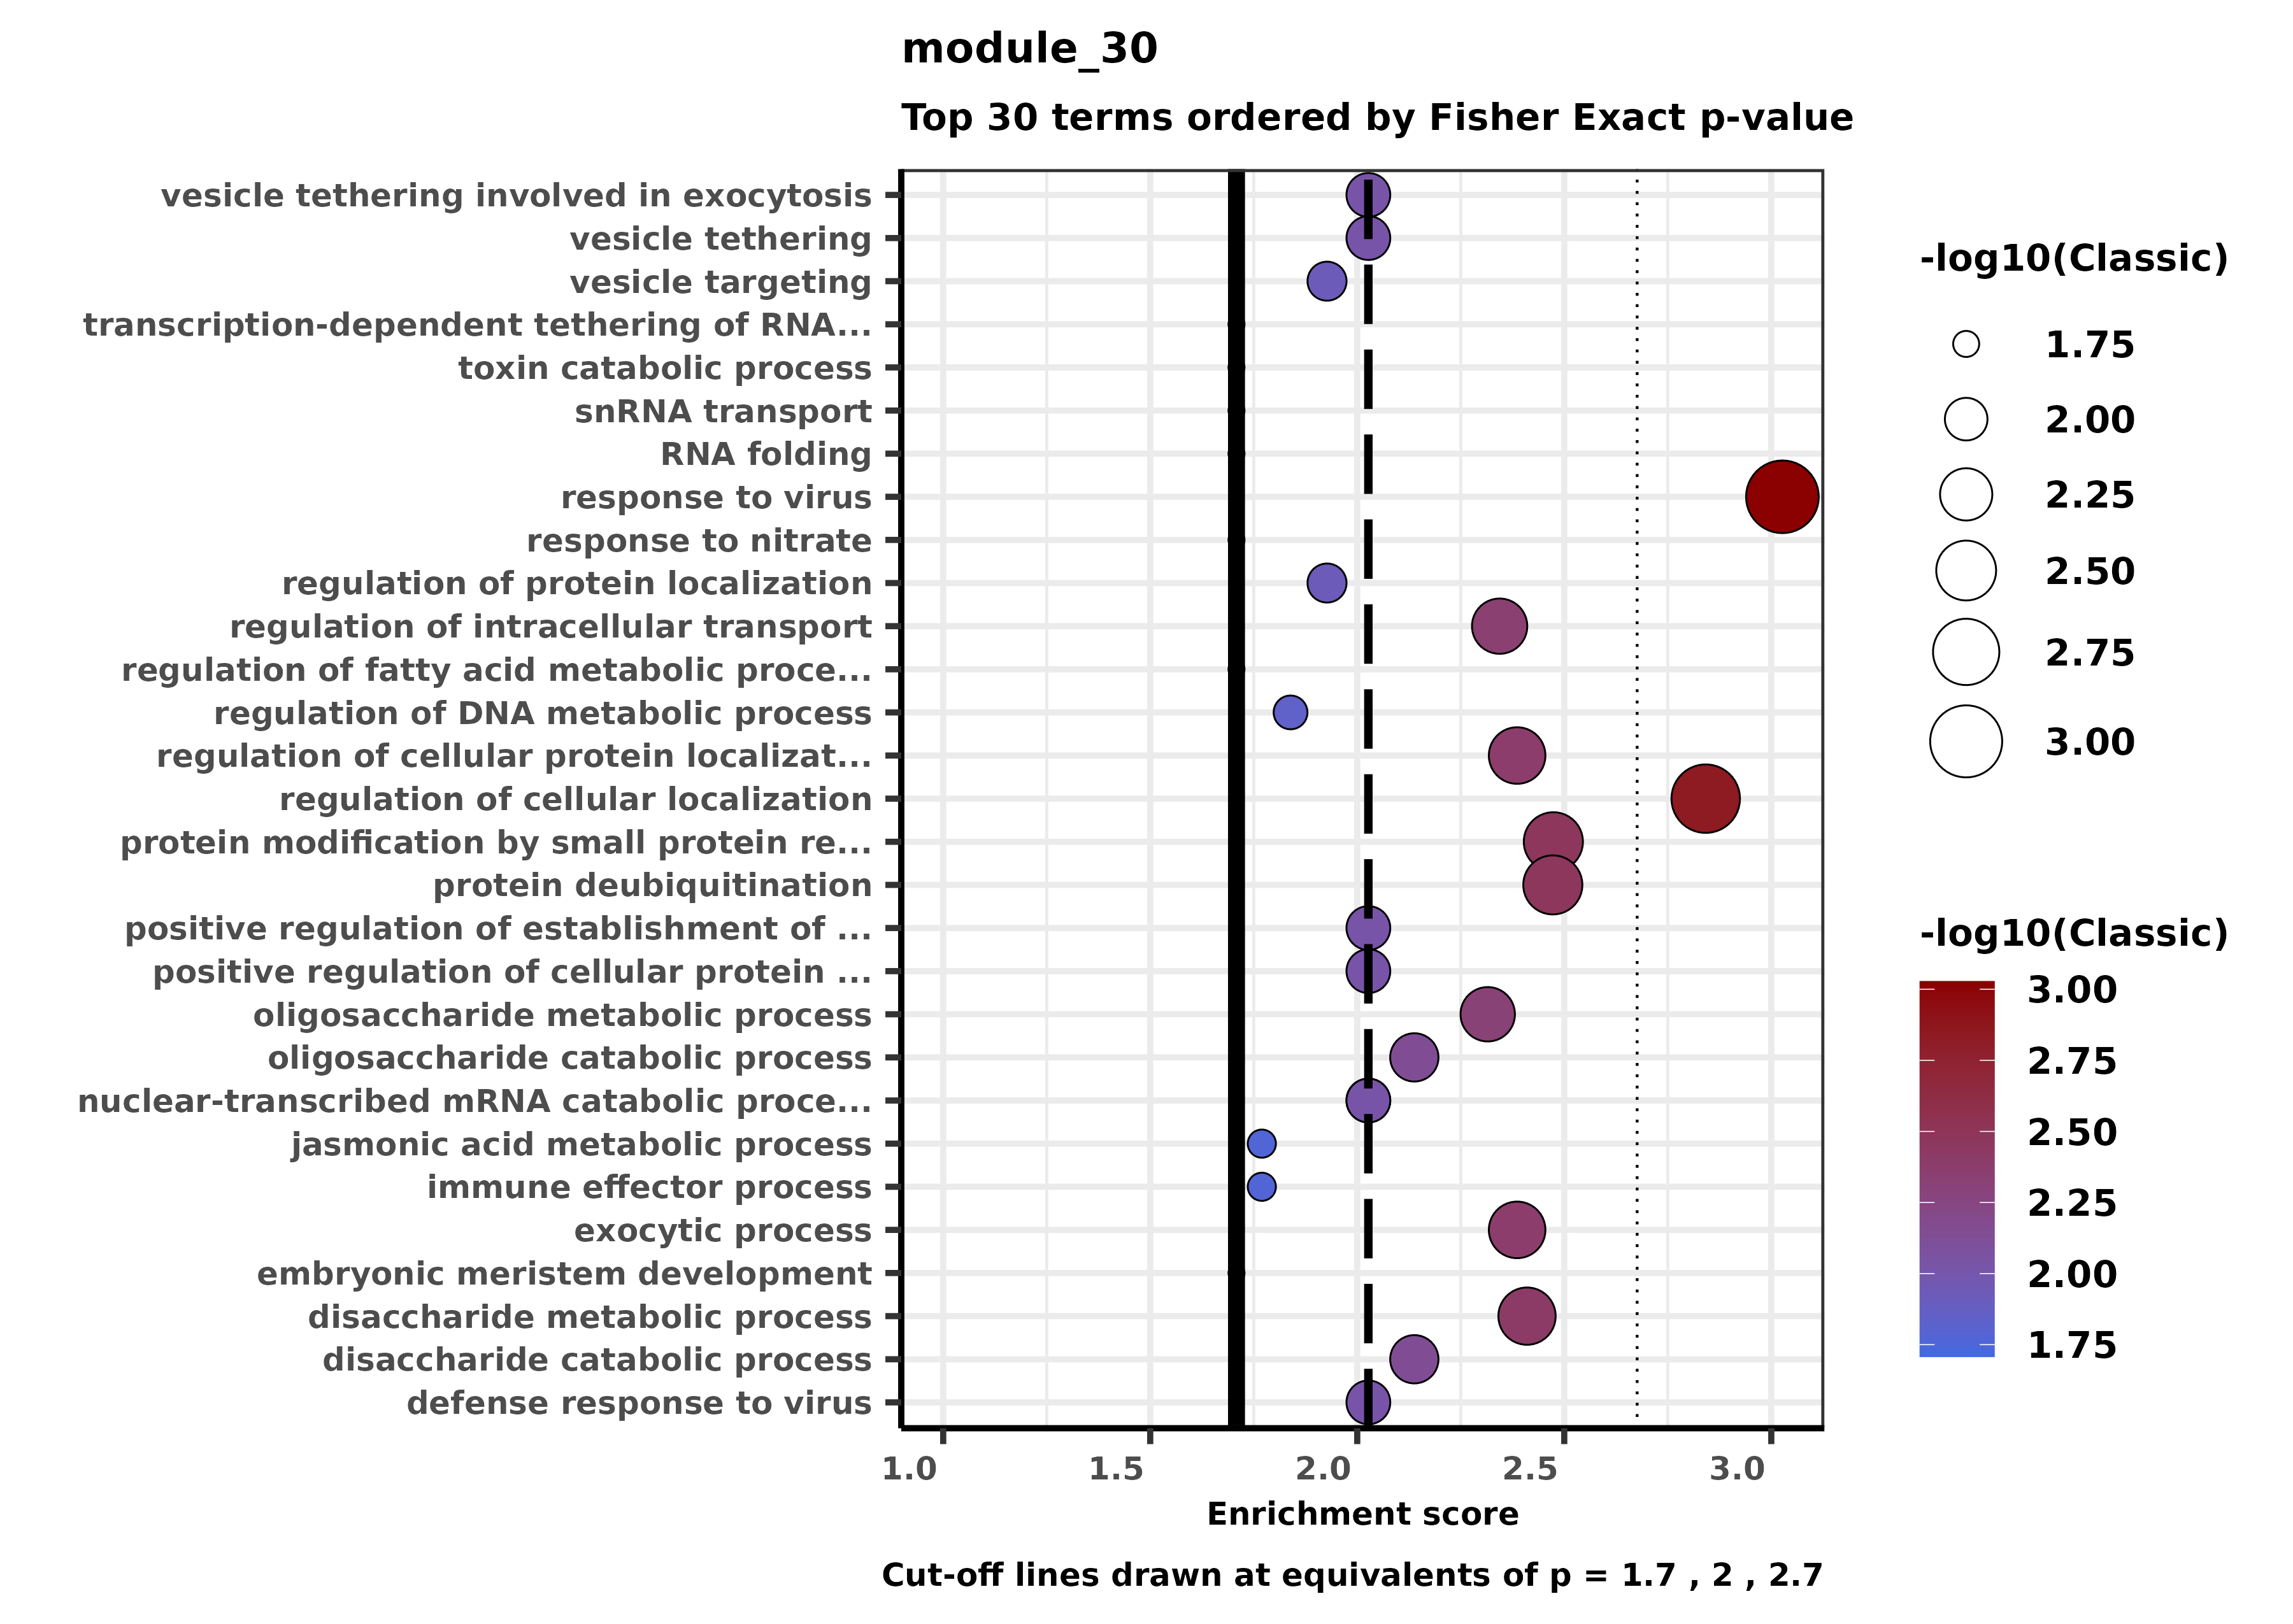 module_30
Top 30 terms ordered by Fisher Exact p-value
vesicle tethering involved in exocytosis
vesicle tethering
vesicle targeting
transcription-dependent tethering of RNA...
toxin catabolic process
snRNA transport
RNA folding
response to virus
response to nitrate
regulation of protein localization
regulation of intracellular transport
regulation of fatty acid metabolic proce...
regulation of DNA metabolic process
regulation of cellular protein localizat...
regulation of cellular localization
protein modification by small protein re...
protein deubiquitination
positive regulation of establishment of ...
positive regulation of cellular protein ...
oligosaccharide metabolic process
oligosaccharide catabolic process
nuclear-transcribed mRNA catabolic proce...
jasmonic acid metabolic process
immune effector process
exocytic process
embryonic meristem development
disaccharide metabolic process
disaccharide catabolic process
defense response to virus
1.0 1.5 2.0 2.5 3.0
Enrichment score
Cut-off lines drawn at equivalents of p = 1.7 , 2 , 2.7
-log10(Classic)
1.75
2.00
2.25
2.50
2.75
3.00
-log10(Classic)
3.00
2.75
2.50
2.25
2.00
1.75